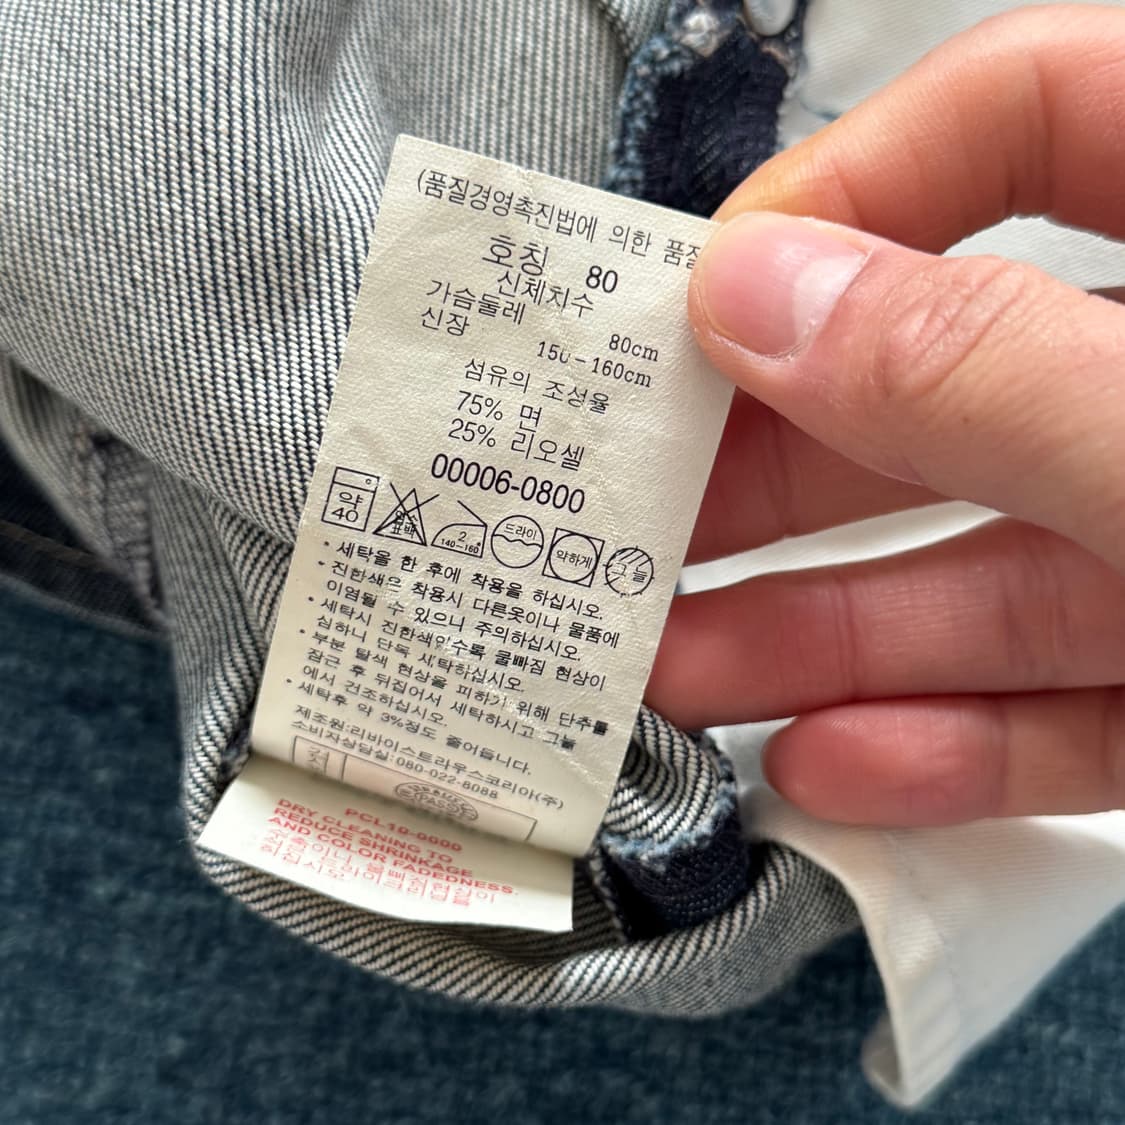 (품질경영촉진법에 의한 품질
호칭 80
신체치수
가슴둘레 80cm
신장 150-160cm
섬유의 조성율
75% 면
25% 리오셀
00006-0800
약 40
염소 표백
2 140-160
드라이
약하게
그늘
• 세탁을 한 후에 착용을 하십시오.
• 진한색은 착용시 다른옷이나 물품에
이염될 수 있으니 주의하십시오.
• 세탁시 진한색일수록 물빠짐 현상이
심하니 단독 세탁하십시오.
• 부분 탈색 현상을 피하기 위해 단추를
잠근 후 뒤집어서 세탁하시고 그늘
에서 건조하십시오.
• 세탁후 약 3%정도 줄어듭니다.
제조원:리바이스트라우스코리아(주)
소비자상담실:080-022-8088
PCL10-0000
DRY CLEANING TO
REDUCE SHRINKAGE
AND COLOR FADEDNESS.